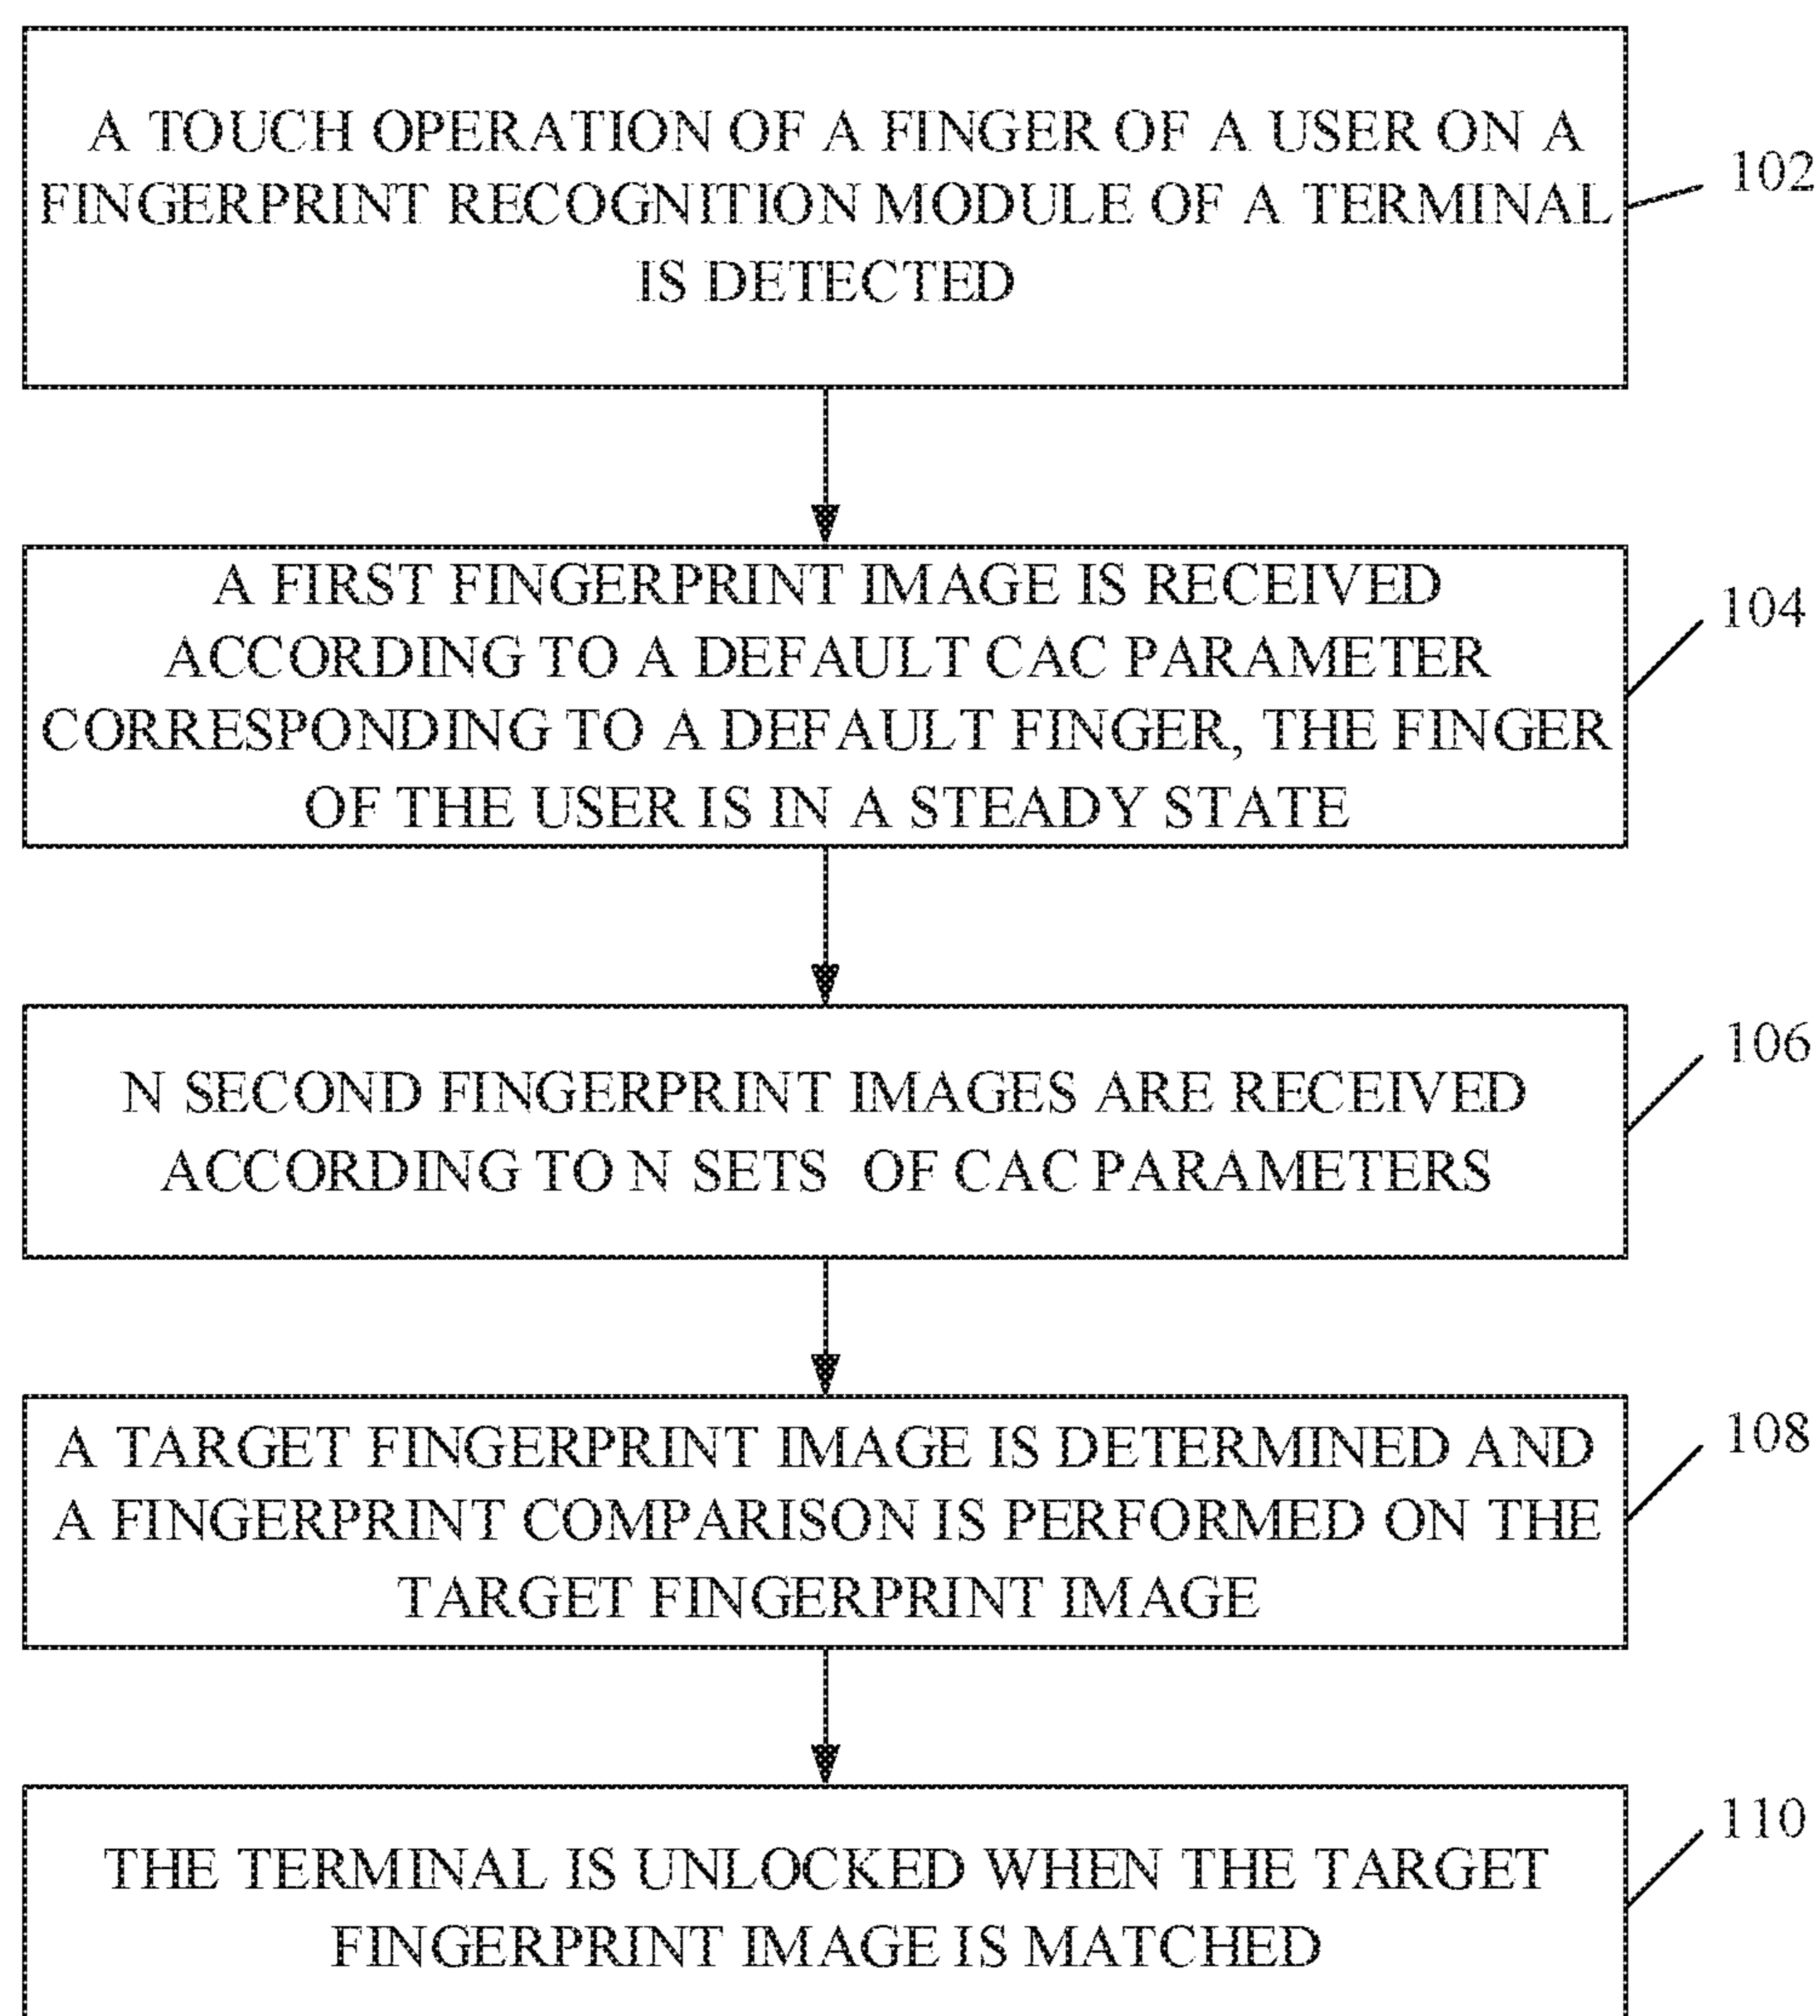 A TOUCH OPERATION OF A FINGER OF A USER ON A
FINGERPRINT RECOGNITION MODULE OF A TERMINAL
IS DETECTED
102
A FIRST FINGERPRINT IMAGE IS RECEIVED
ACCORDING TO A DEFAULT CAC PARAMETER
CORRESPONDING TO A DEFAULT FINGER, THE FINGER
OF THE USER IS IN A STEADY STATE
104
N SECOND FINGERPRINT IMAGES ARE RECEIVED
ACCORDING TO N SETS OF CAC PARAMETERS
106
A TARGET FINGERPRINT IMAGE IS DETERMINED AND
A FINGERPRINT COMPARISON IS PERFORMED ON THE
TARGET FINGERPRINT IMAGE
108
THE TERMINAL IS UNLOCKED WHEN THE TARGET
FINGERPRINT IMAGE IS MATCHED
110